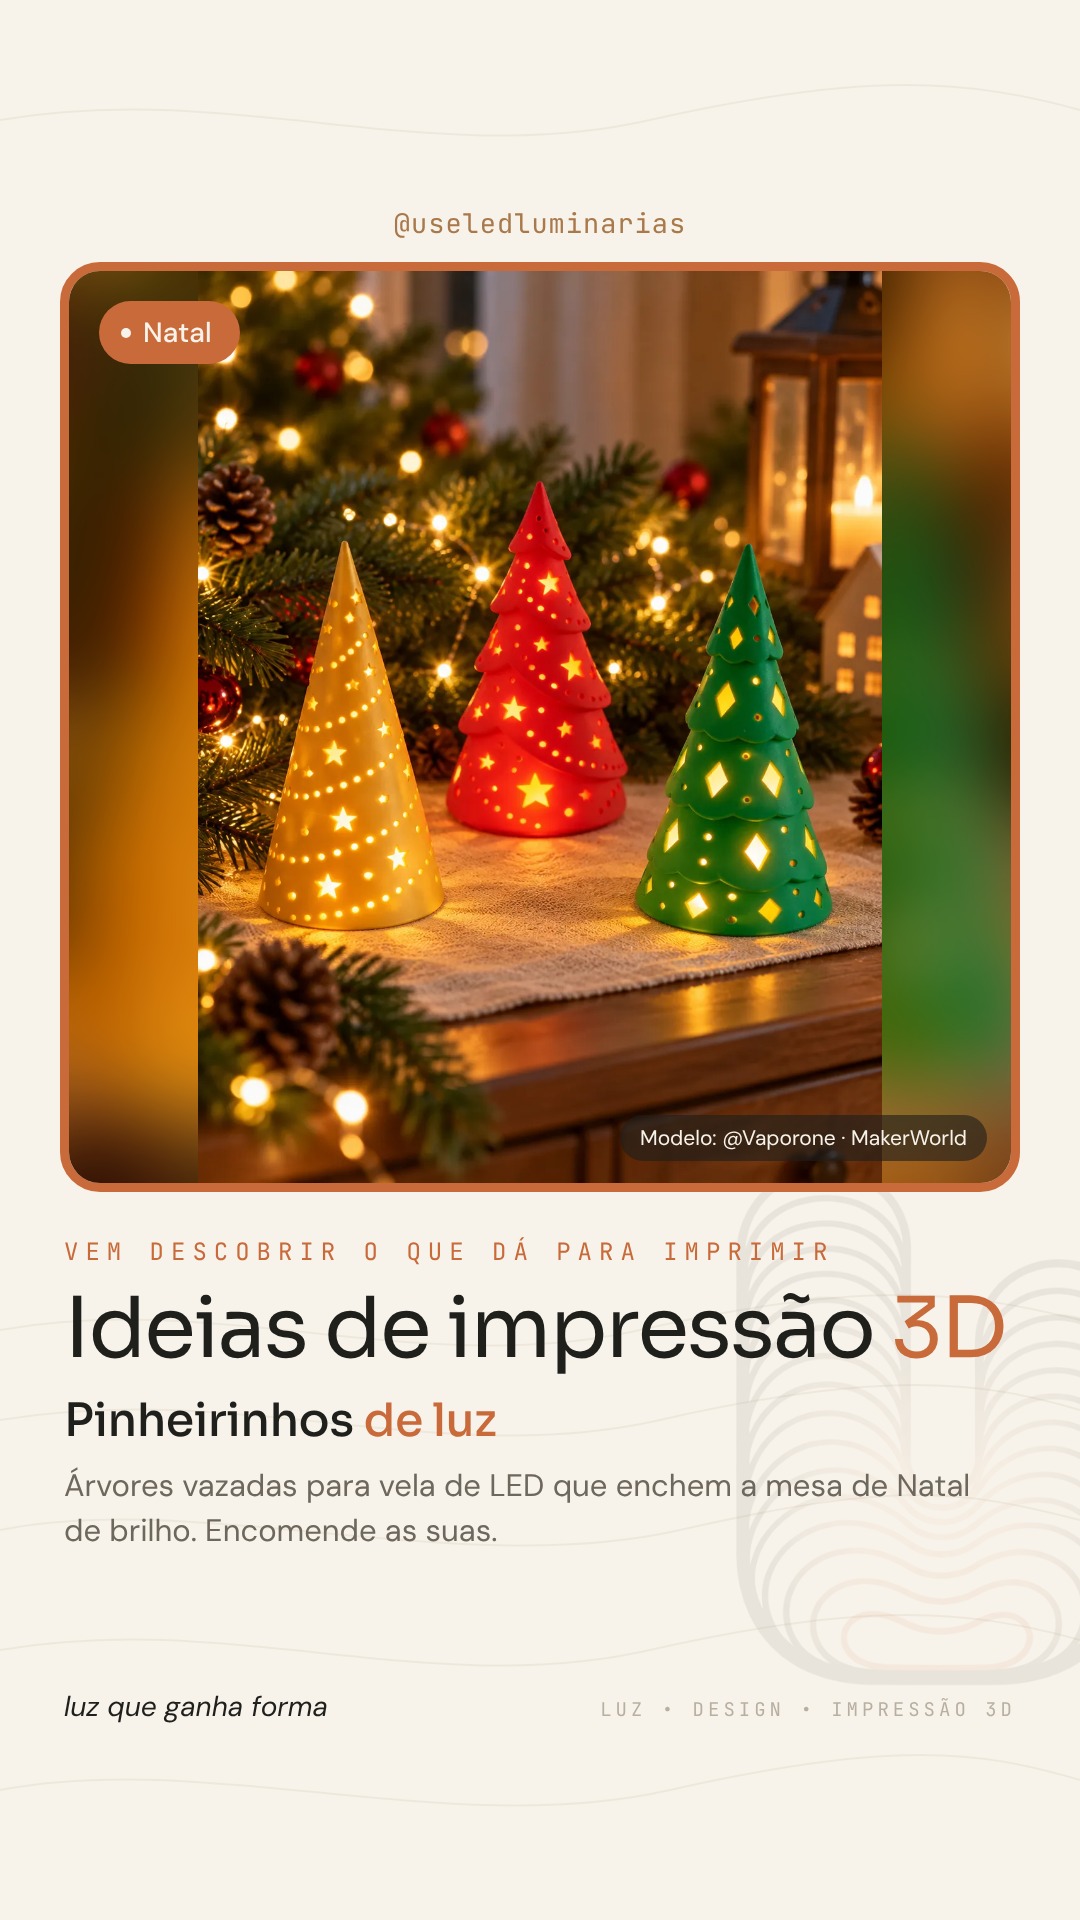 @useledluminarias
Natal
Modelo: @Vaporone · MakerWorld
VEM DESCOBRIR O QUE DÁ PARA IMPRIMIR
Ideias de impressão 3D
Pinheirinhos de luz
Árvores vazadas para vela de LED que enchem a mesa de Natal
de brilho. Encomende as suas.
luz que ganha forma
LUZ • DESIGN • IMPRESSÃO 3D